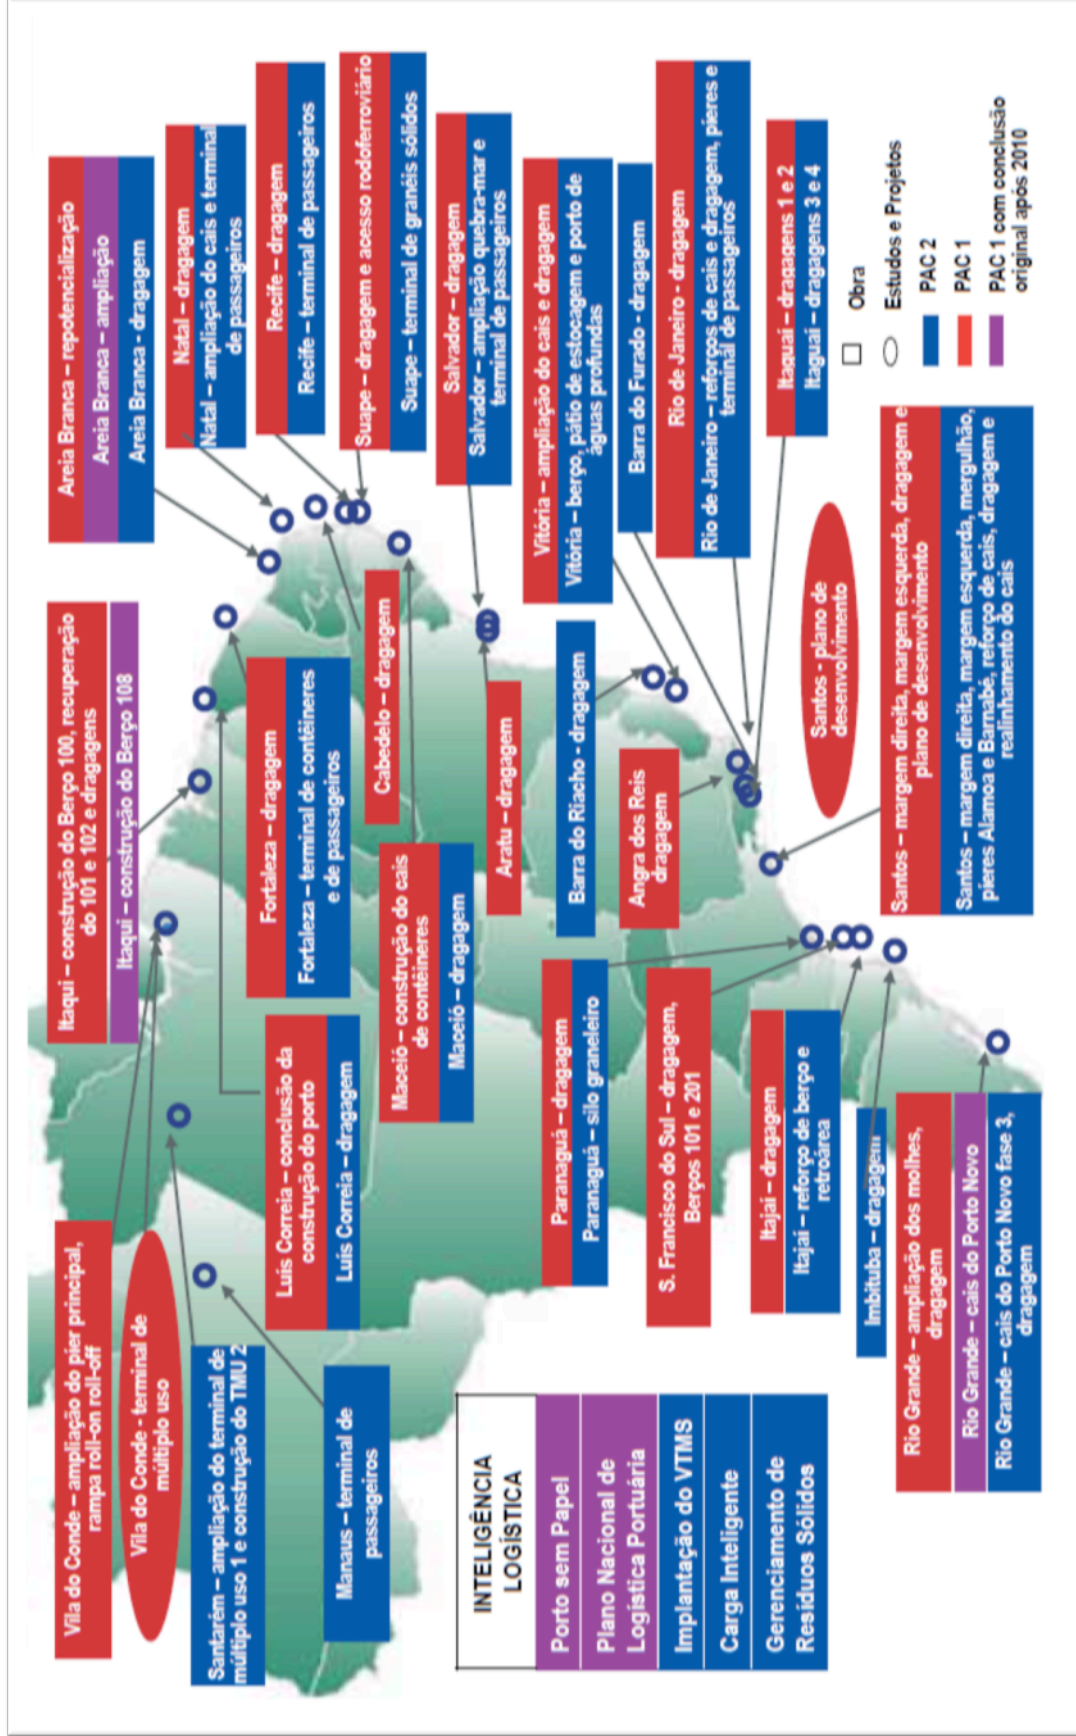 Vila do Conde – ampliação do píer principal,
rampa roll-on roll-off
Vila do Conde - terminal de
múltiplo uso
Santarém – ampliação do terminal de
múltiplo uso 1 e construção do TMU 2
Manaus – terminal de
passageiros
Itaqui – construção do Berço 100, recuperação
do 101 e 102 e dragagens
Itaqui – construção do Berço 108
Luís Correia – conclusão da
construção do porto
Luís Correia – dragagem
Fortaleza – dragagem
Fortaleza – terminal de contêineres
e de passageiros
Areia Branca – repotencialização
Areia Branca – ampliação
Areia Branca - dragagem
Natal – dragagem
Natal – ampliação do cais e terminal
de passageiros
Cabedelo – dragagem
Recife – dragagem
Recife – terminal de passageiros
Suape – dragagem e acesso rodoferroviário
Suape – terminal de granéis sólidos
Maceió – construção do cais
de contêineres
Maceió – dragagem
Salvador – dragagem
Salvador – ampliação quebra-mar e
terminal de passageiros
Aratu – dragagem
Vitória – ampliação do cais e dragagem
Vitória – berço, pátio de estocagem e porto de
águas profundas
Barra do Riacho - dragagem
Barra do Furado - dragagem
Rio de Janeiro - dragagem
Rio de Janeiro – reforços de cais e dragagem, píeres e
terminal de passageiros
Angra dos Reis
dragagem
Itaguaí – dragagens 1 e 2
Itaguaí – dragagens 3 e 4
Santos - plano de
desenvolvimento
Santos – margem direita, margem esquerda, dragagem e
plano de desenvolvimento
Santos – margem direita, margem esquerda, mergulhão,
píeres Alamoa e Barnabé, reforço de cais, dragagem e
realinhamento do cais
Paranaguá – dragagem
Paranaguá – silo graneleiro
S. Francisco do Sul – dragagem,
Berços 101 e 201
Itajaí – dragagem
Itajaí – reforço de berço e
retroárea
Imbituba – dragagem
Rio Grande – ampliação dos molhes,
dragagem
Rio Grande – cais do Porto Novo
Rio Grande – cais do Porto Novo fase 3,
dragagem
INTELIGÊNCIA
LOGÍSTICA
Porto sem Papel
Plano Nacional de
Logística Portuária
Implantação do VTMS
Carga Inteligente
Gerenciamento de
Resíduos Sólidos
Obra
Estudos e Projetos
PAC 2
PAC 1
PAC 1 com conclusão
original após 2010